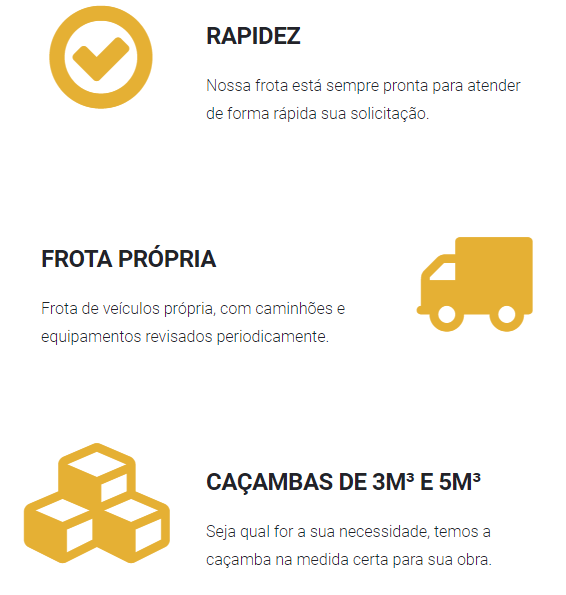 RAPIDEZ
Nossa frota está sempre pronta para atender
de forma rápida sua solicitação.
FROTA PRÓPRIA
Frota de veículos própria, com caminhões e
equipamentos revisados periodicamente.
CAÇAMBAS DE 3M³ E 5M³
Seja qual for a sua necessidade, temos a
caçamba na medida certa para sua obra.